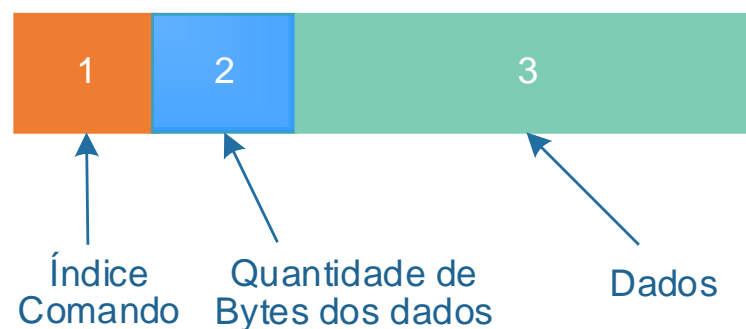 1
2
3
Índice
Comando
Quantidade de
Bytes dos dados
Dados